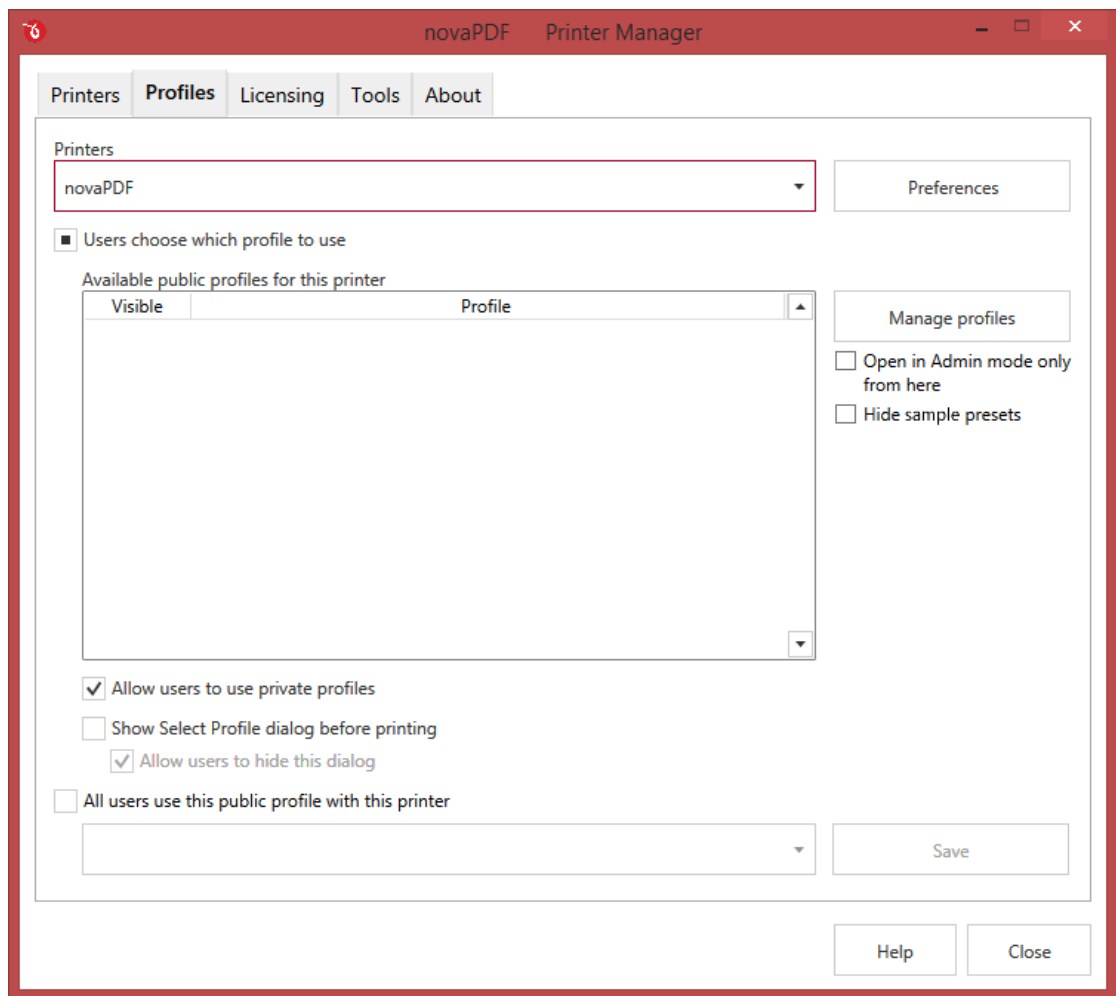 novaPDF Printer Manager
Printers Profiles Licensing Tools About
Printers
novaPDF
Preferences
Users choose which profile to use
Available public profiles for this printer
Visible Profile
Manage profiles
Open in Admin mode only
from here
Hide sample presets
Allow users to use private profiles
Show Select Profile dialog before printing
Allow users to hide this dialog
All users use this public profile with this printer
Save
Help Close